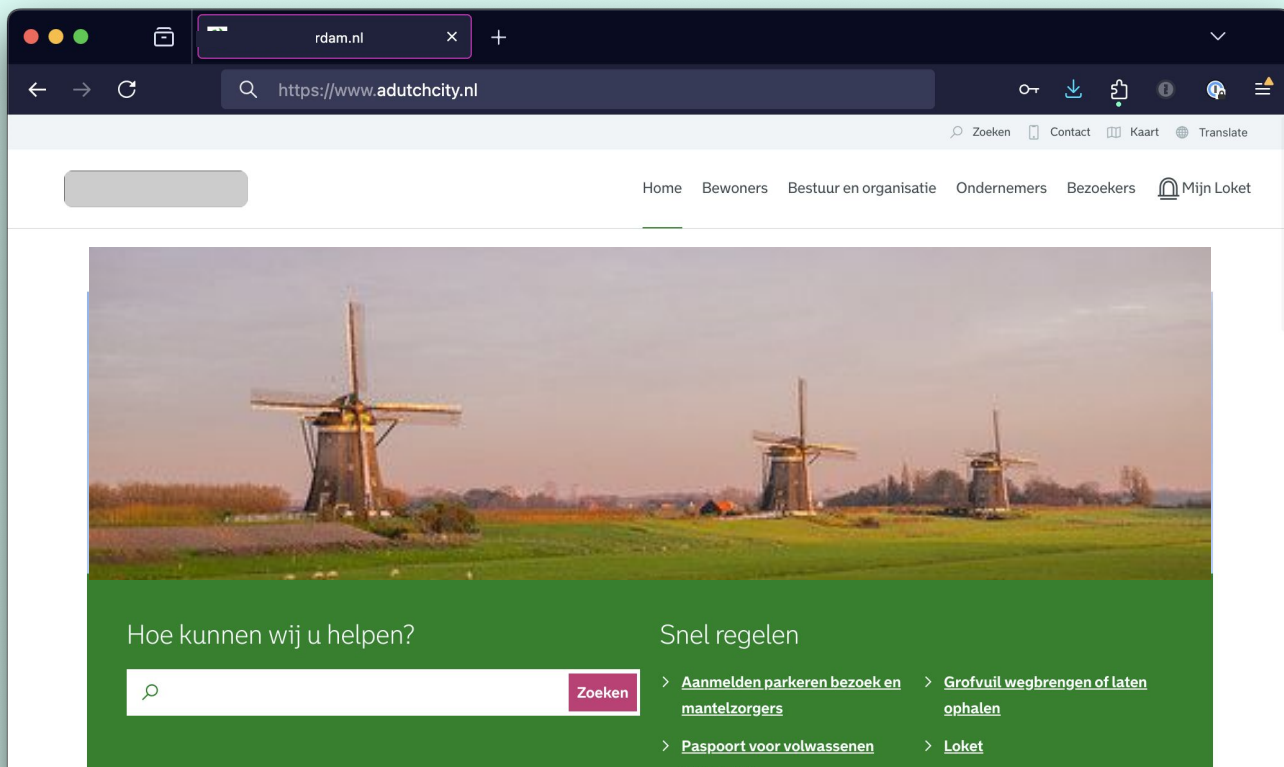 rdam.nl
https://www.adutchcity.nl
Zoeken Contact Kaart Translate
Home Bewoners Bestuur en organisatie Ondernemers Bezoekers Mijn Loket
Hoe kunnen wij u helpen?
Zoeken
Snel regelen
Aanmelden parkeren bezoek en
mantelzorgers
Grofvuil wegbrengen of laten
ophalen
Paspoort voor volwassenen
Loket